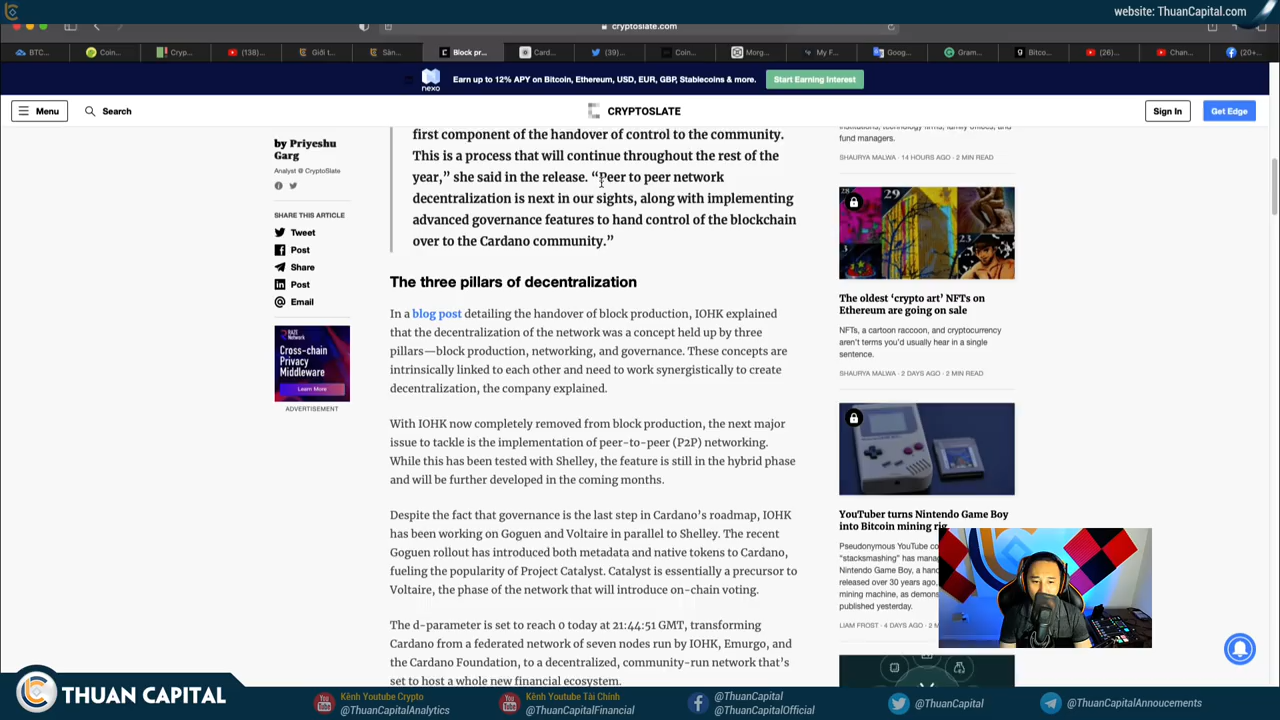 website: ThuanCapital.com
cryptoslate.com
BTC...
Coin...
Cryp...
(138)...
Giới t...
Sàn...
Block pr...
Card...
(39)...
Coin...
Morg...
My F...
Goog...
Gram...
Bitco...
(26)...
Chan...
(20+...
nexo
Earn up to 12% APY on Bitcoin, Ethereum, USD, EUR, GBP, Stablecoins & more.
Start Earning Interest
Menu
Search
CRYPTOSLATE
Sign In
Get Edge
by Priyeshu
Garg
Analyst @ CryptoSlate
SHARE THIS ARTICLE
Tweet
Post
Share
Post
Email
Cross-chain
Privacy
Middleware
Learn More
ADVERTISEMENT
first component of the handover of control to the community.
This is a process that will continue throughout the rest of the
year,” she said in the release. “Peer to peer network
decentralization is next in our sights, along with implementing
advanced governance features to hand control of the blockchain
over to the Cardano community.”
The three pillars of decentralization
In a blog post detailing the handover of block production, IOHK explained
that the decentralization of the network was a concept held up by three
pillars—block production, networking, and governance. These concepts are
intrinsically linked to each other and need to work synergistically to create
decentralization, the company explained.
With IOHK now completely removed from block production, the next major
issue to tackle is the implementation of peer-to-peer (P2P) networking.
While this has been tested with Shelley, the feature is still in the hybrid phase
and will be further developed in the coming months.
Despite the fact that governance is the last step in Cardano’s roadmap, IOHK
has been working on Goguen and Voltaire in parallel to Shelley. The recent
Goguen rollout has introduced both metadata and native tokens to Cardano,
fueling the popularity of Project Catalyst. Catalyst is essentially a precursor to
Voltaire, the phase of the network that will introduce on-chain voting.
The d-parameter is set to reach 0 today at 21:44:51 GMT, transforming
Cardano from a federated network of seven nodes run by IOHK, Emurgo, and
the Cardano Foundation, to a decentralized, community-run network that’s
set to host a whole new financial ecosystem.
institutions, technology firms, family offices, and
fund managers.
SHAURYA MALWA · 14 HOURS AGO · 2 MIN READ
28
29
23
The oldest ‘crypto art’ NFTs on
Ethereum are going on sale
NFTs, a cartoon raccoon, and cryptocurrency
aren’t terms you’d usually hear in a single
sentence.
SHAURYA MALWA · 2 DAYS AGO · 2 MIN READ
YouTuber turns Nintendo Game Boy
into Bitcoin mining rig
Pseudonymous YouTube
“stacksmashing” has
Nintendo Game Boy, a
released over 30 years ago,
mining machine, as
published yesterday.
LIAM FROST · 4 DAYS AGO · 2
THUAN CAPITAL
Kênh Youtube Crypto
@ThuanCapitalAnalytics
Kênh Youtube Tài Chính
@ThuanCapitalFinancial
@ThuanCapital
@ThuanCapitalOfficial
@ThuanCapital
@ThuanCapitalAnnoucements